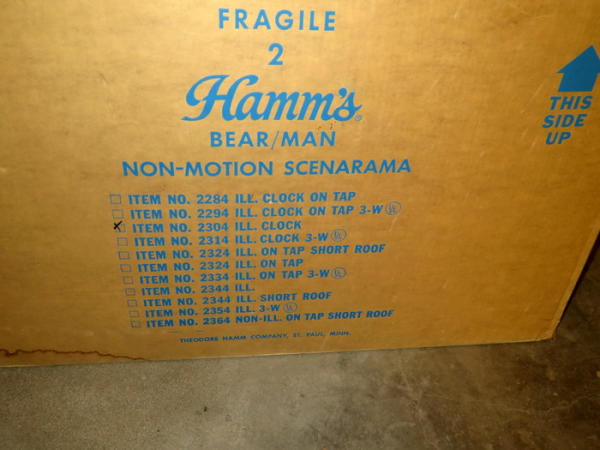 FRAGILE
2
Hamm's
BEAR/MAN
NON-MOTION SCENARAMA
THIS
SIDE
UP
ITEM NO. 2284 ILL. CLOCK ON TAP
ITEM NO. 2294 ILL. CLOCK ON TAP 3-W UL
ITEM NO. 2304 ILL. CLOCK
ITEM NO. 2314 ILL. CLOCK 3-W UL
ITEM NO. 2324 ILL. ON TAP SHORT ROOF
ITEM NO. 2324 ILL. ON TAP
ITEM NO. 2334 ILL. ON TAP 3-W UL
ITEM NO. 2344 ILL.
ITEM NO. 2344 ILL. SHORT ROOF
ITEM NO. 2354 ILL. 3-W UL
ITEM NO. 2364 NON-ILL. ON TAP SHORT ROOF
THEODORE HAMM COMPANY, ST. PAUL, MINN.